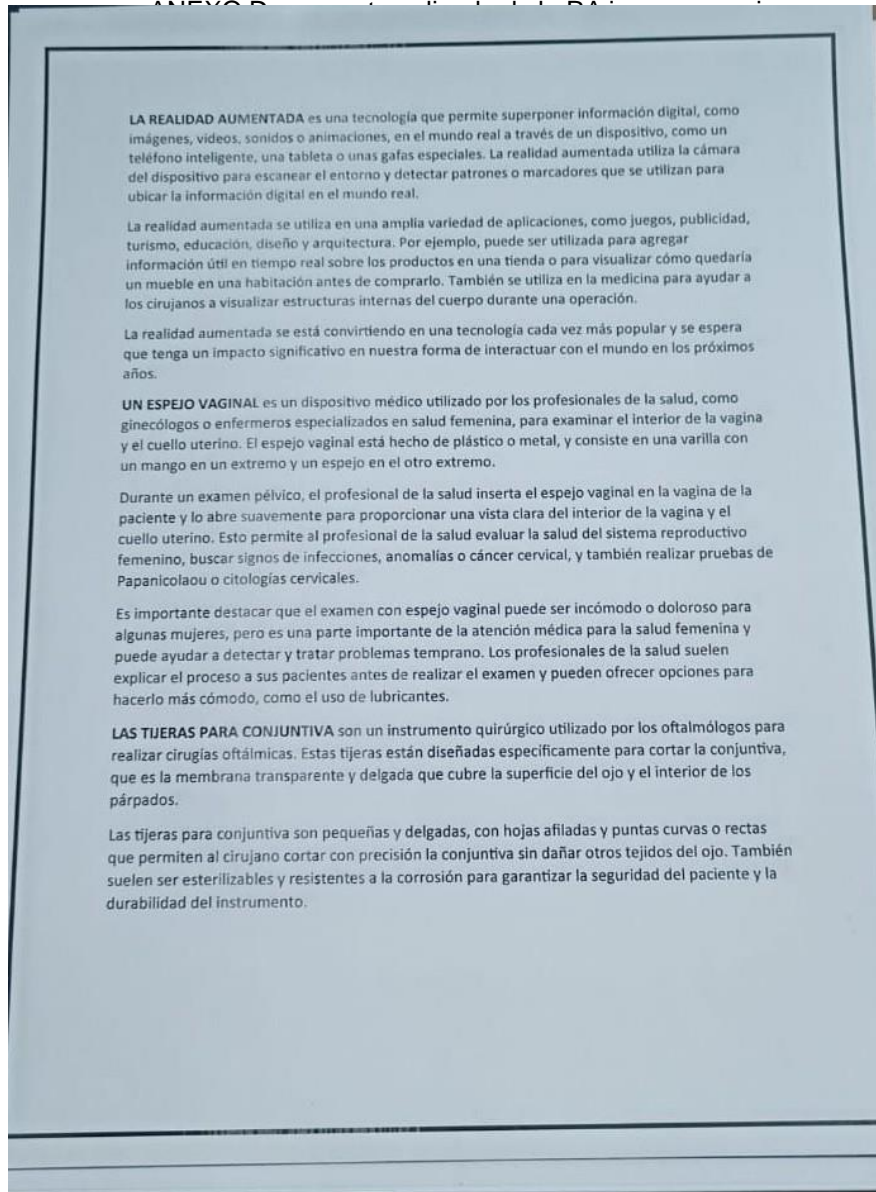 LA REALIDAD AUMENTADA es una tecnología que permite superponer información digital, como
imágenes, videos, sonidos o animaciones, en el mundo real a través de un dispositivo, como un
teléfono inteligente, una tableta o unas gafas especiales. La realidad aumentada utiliza la cámara
del dispositivo para escanear el entorno y detectar patrones o marcadores que se utilizan para
ubicar la información digital en el mundo real.
La realidad aumentada se utiliza en una amplia variedad de aplicaciones, como juegos, publicidad,
turismo, educación, diseño y arquitectura. Por ejemplo, puede ser utilizada para agregar
información útil en tiempo real sobre los productos en una tienda o para visualizar cómo quedaría
un mueble en una habitación antes de comprarlo. También se utiliza en la medicina para ayudar a
los cirujanos a visualizar estructuras internas del cuerpo durante una operación.
La realidad aumentada se está convirtiendo en una tecnología cada vez más popular y se espera
que tenga un impacto significativo en nuestra forma de interactuar con el mundo en los próximos
años.
UN ESPEJO VAGINAL es un dispositivo médico utilizado por los profesionales de la salud, como
ginecólogos o enfermeros especializados en salud femenina, para examinar el interior de la vagina
y el cuello uterino. El espejo vaginal está hecho de plástico o metal, y consiste en una varilla con
un mango en un extremo y un espejo en el otro extremo.
Durante un examen pélvico, el profesional de la salud inserta el espejo vaginal en la vagina de la
paciente y lo abre suavemente para proporcionar una vista clara del interior de la vagina y el
cuello uterino. Esto permite al profesional de la salud evaluar la salud del sistema reproductivo
femenino, buscar signos de infecciones, anomalías o cáncer cervical, y también realizar pruebas de
Papanicolaou o citologías cervicales.
Es importante destacar que el examen con espejo vaginal puede ser incómodo o doloroso para
algunas mujeres, pero es una parte importante de la atención médica para la salud femenina y
puede ayudar a detectar y tratar problemas temprano. Los profesionales de la salud suelen
explicar el proceso a sus pacientes antes de realizar el examen y pueden ofrecer opciones para
hacerlo más cómodo, como el uso de lubricantes.
LAS TIJERAS PARA CONJUNTIVA son un instrumento quirúrgico utilizado por los oftalmólogos para
realizar cirugías oftálmicas. Estas tijeras están diseñadas específicamente para cortar la conjuntiva,
que es la membrana transparente y delgada que cubre la superficie del ojo y el interior de los
párpados.
Las tijeras para conjuntiva son pequeñas y delgadas, con hojas afiladas y puntas curvas o rectas
que permiten al cirujano cortar con precisión la conjuntiva sin dañar otros tejidos del ojo. También
suelen ser esterilizables y resistentes a la corrosión para garantizar la seguridad del paciente y la
durabilidad del instrumento.